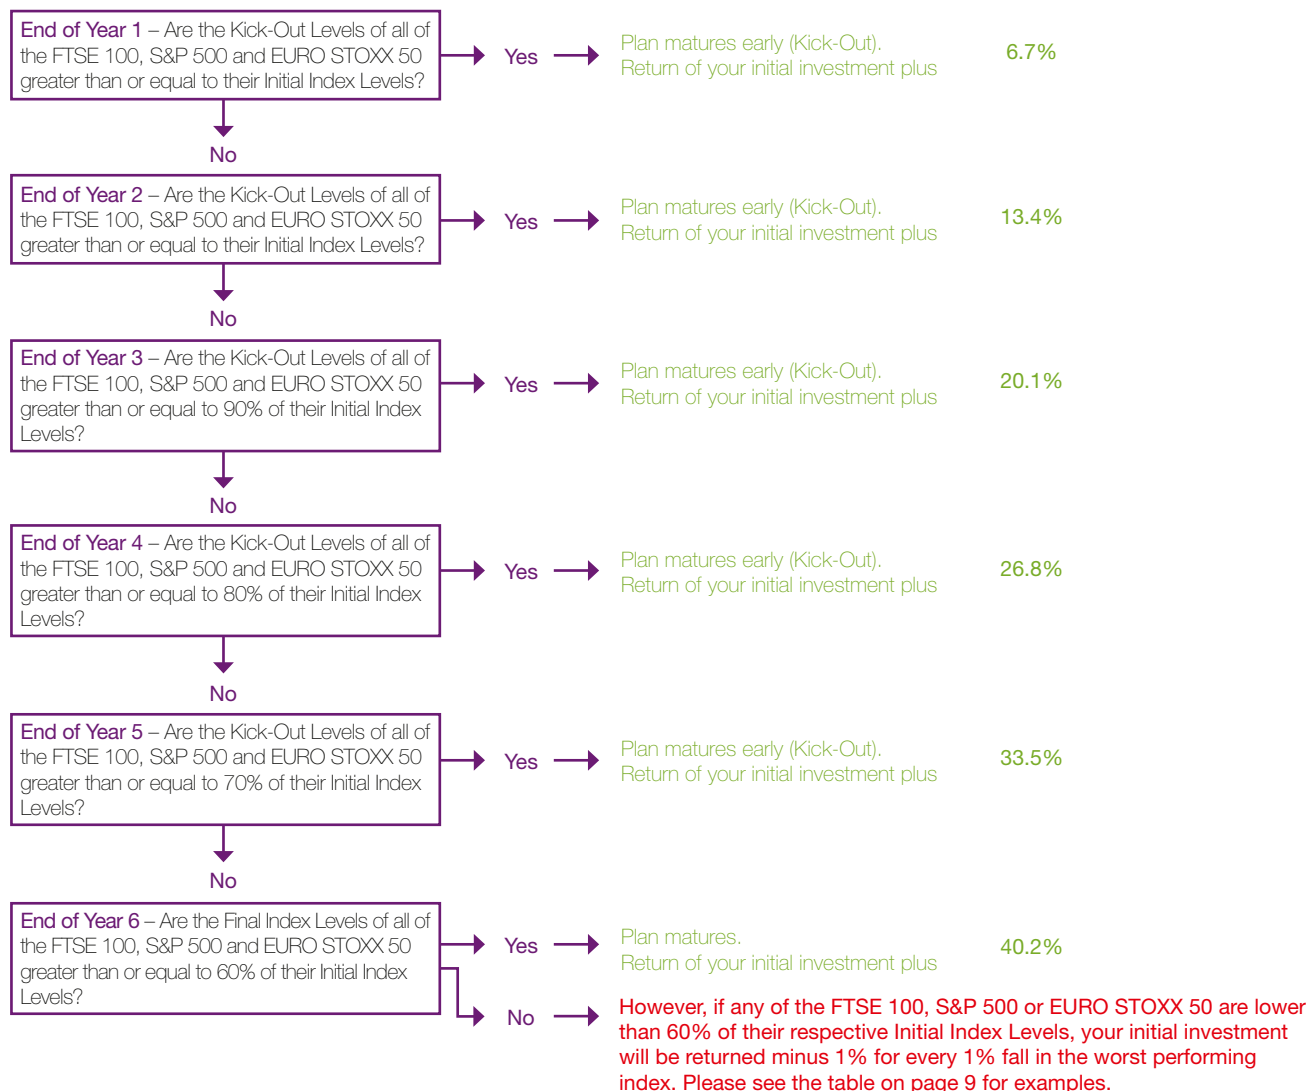 End of Year 1 – Are the Kick-Out Levels of all of
the FTSE 100, S&P 500 and EURO STOXX 50
greater than or equal to their Initial Index Levels?
Yes
Plan matures early (Kick-Out).
Return of your initial investment plus
6.7%
No
End of Year 2 – Are the Kick-Out Levels of all of
the FTSE 100, S&P 500 and EURO STOXX 50
greater than or equal to their Initial Index Levels?
Yes
Plan matures early (Kick-Out).
Return of your initial investment plus
13.4%
No
End of Year 3 – Are the Kick-Out Levels of all of
the FTSE 100, S&P 500 and EURO STOXX 50
greater than or equal to 90% of their Initial Index
Levels?
Yes
Plan matures early (Kick-Out).
Return of your initial investment plus
20.1%
No
End of Year 4 – Are the Kick-Out Levels of all of
the FTSE 100, S&P 500 and EURO STOXX 50
greater than or equal to 80% of their Initial Index
Levels?
Yes
Plan matures early (Kick-Out).
Return of your initial investment plus
26.8%
No
End of Year 5 – Are the Kick-Out Levels of all of
the FTSE 100, S&P 500 and EURO STOXX 50
greater than or equal to 70% of their Initial Index
Levels?
Yes
Plan matures early (Kick-Out).
Return of your initial investment plus
33.5%
No
End of Year 6 – Are the Final Index Levels of all of
the FTSE 100, S&P 500 and EURO STOXX 50
greater than or equal to 60% of their Initial Index
Levels?
Yes
Plan matures.
Return of your initial investment plus
40.2%
No
However, if any of the FTSE 100, S&P 500 or EURO STOXX 50 are lower
than 60% of their respective Initial Index Levels, your initial investment
will be returned minus 1% for every 1% fall in the worst performing
index. Please see the table on page 9 for examples.